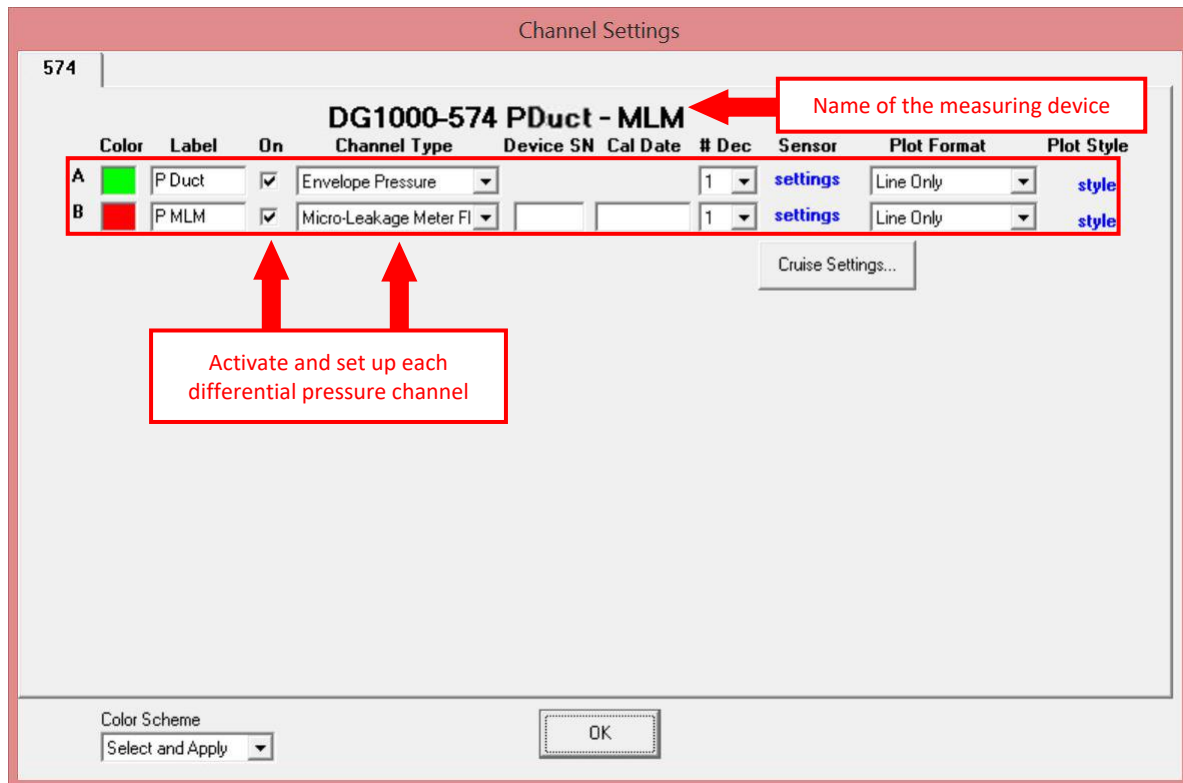 Channel Settings
574
DG1000-574 PDuct - MLM
Name of the measuring device
Color Label On Channel Type Device SN Cal Date # Dec Sensor Plot Format Plot Style
A P Duct Envelope Pressure 1 settings Line Only style
B P MLM Micro-Leakage Meter Fl 1 settings Line Only style
Cruise Settings...
Activate and set up each
differential pressure channel
Color Scheme
Select and Apply
OK